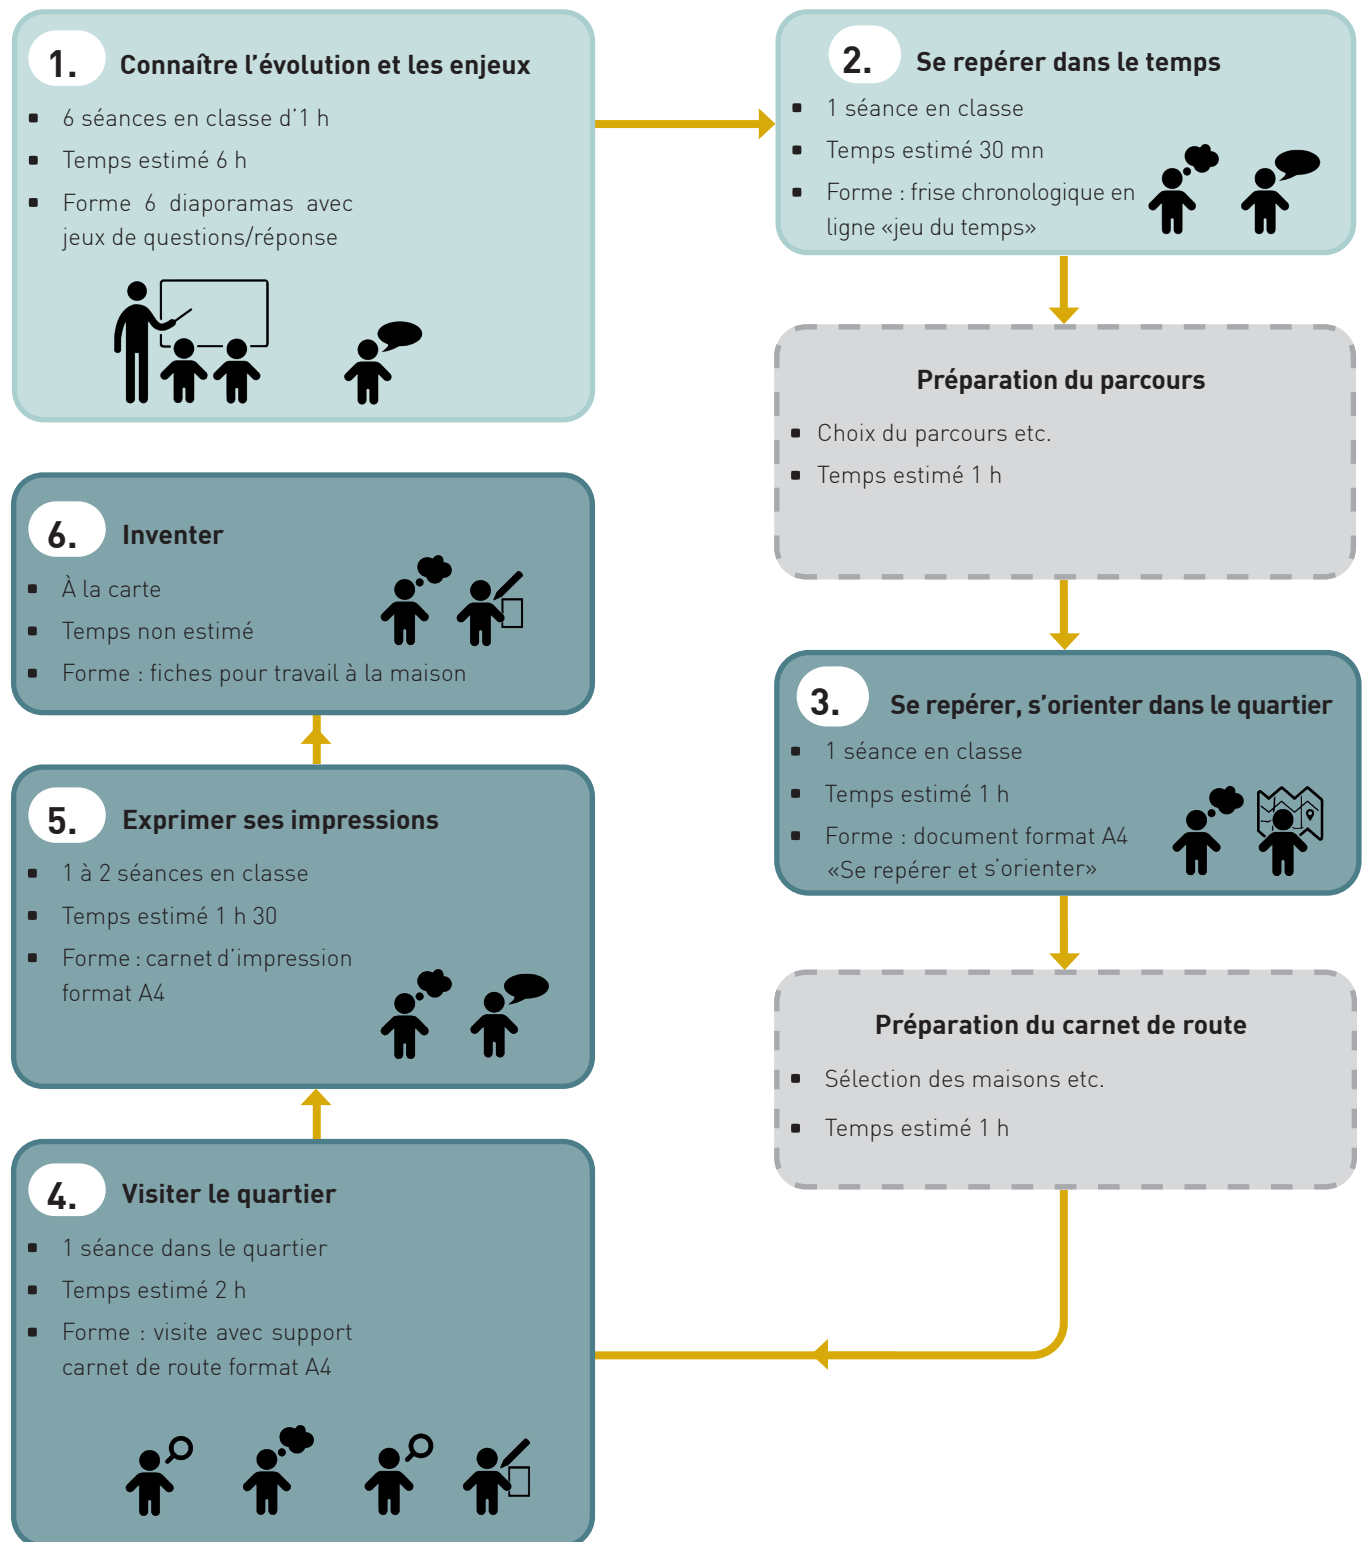 1. Connaître l’évolution et les enjeux
6 séances en classe d’1 h
Temps estimé 6 h
Forme 6 diaporamas avec
jeux de questions/réponse
2. Se repérer dans le temps
1 séance en classe
Temps estimé 30 mn
Forme : frise chronologique en
ligne «jeu du temps»
Préparation du parcours
Choix du parcours etc.
Temps estimé 1 h
3. Se repérer, s’orienter dans le quartier
1 séance en classe
Temps estimé 1 h
Forme : document format A4
«Se repérer et s’orienter»
Préparation du carnet de route
Sélection des maisons etc.
Temps estimé 1 h
4. Visiter le quartier
1 séance dans le quartier
Temps estimé 2 h
Forme : visite avec support
carnet de route format A4
5. Exprimer ses impressions
1 à 2 séances en classe
Temps estimé 1 h 30
Forme : carnet d’impression
format A4
6. Inventer
À la carte
Temps non estimé
Forme : fiches pour travail à la maison